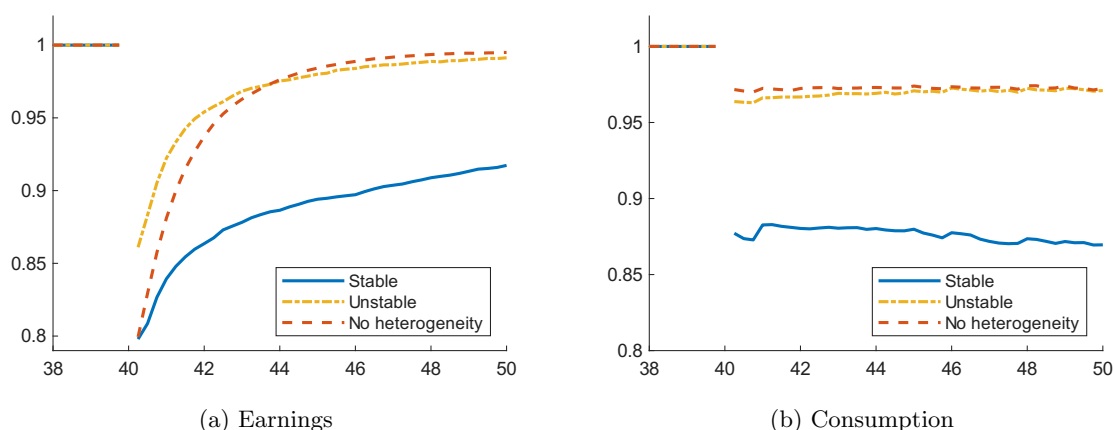 1
0.95
0.9
0.85
0.8
38 40 42 44 46 48 50
Stable
Unstable
No heterogeneity
(a) Earnings
1
0.95
0.9
0.85
0.8
38 40 42 44 46 48 50
Stable
Unstable
No heterogeneity
(b) Consumption